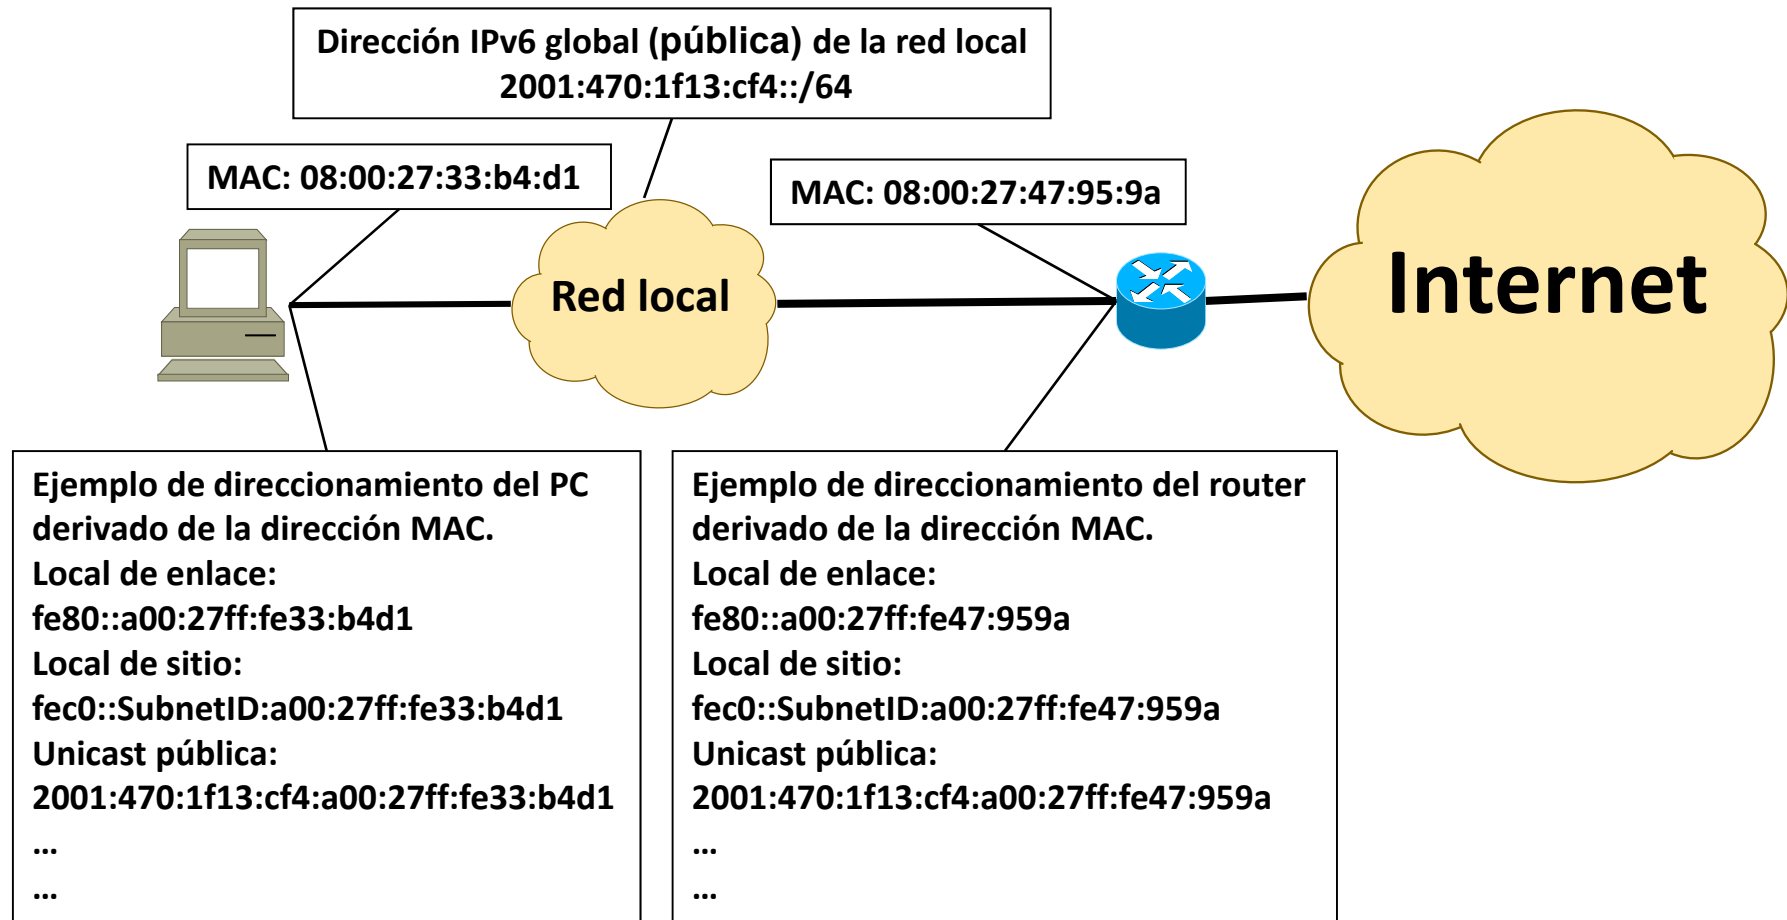 Dirección IPv6 global (pública) de la red local
2001:470:1f13:cf4::/64
MAC: 08:00:27:33:b4:d1
MAC: 08:00:27:47:95:9a
Red local
Internet
Ejemplo de direccionamiento del PC
derivado de la dirección MAC.
Local de enlace:
fe80::a00:27ff:fe33:b4d1
Local de sitio:
fec0::SubnetID:a00:27ff:fe33:b4d1
Unicast pública:
2001:470:1f13:cf4:a00:27ff:fe33:b4d1
...
...
Ejemplo de direccionamiento del router
derivado de la dirección MAC.
Local de enlace:
fe80::a00:27ff:fe47:959a
Local de sitio:
fec0::SubnetID:a00:27ff:fe47:959a
Unicast pública:
2001:470:1f13:cf4:a00:27ff:fe47:959a
...
...